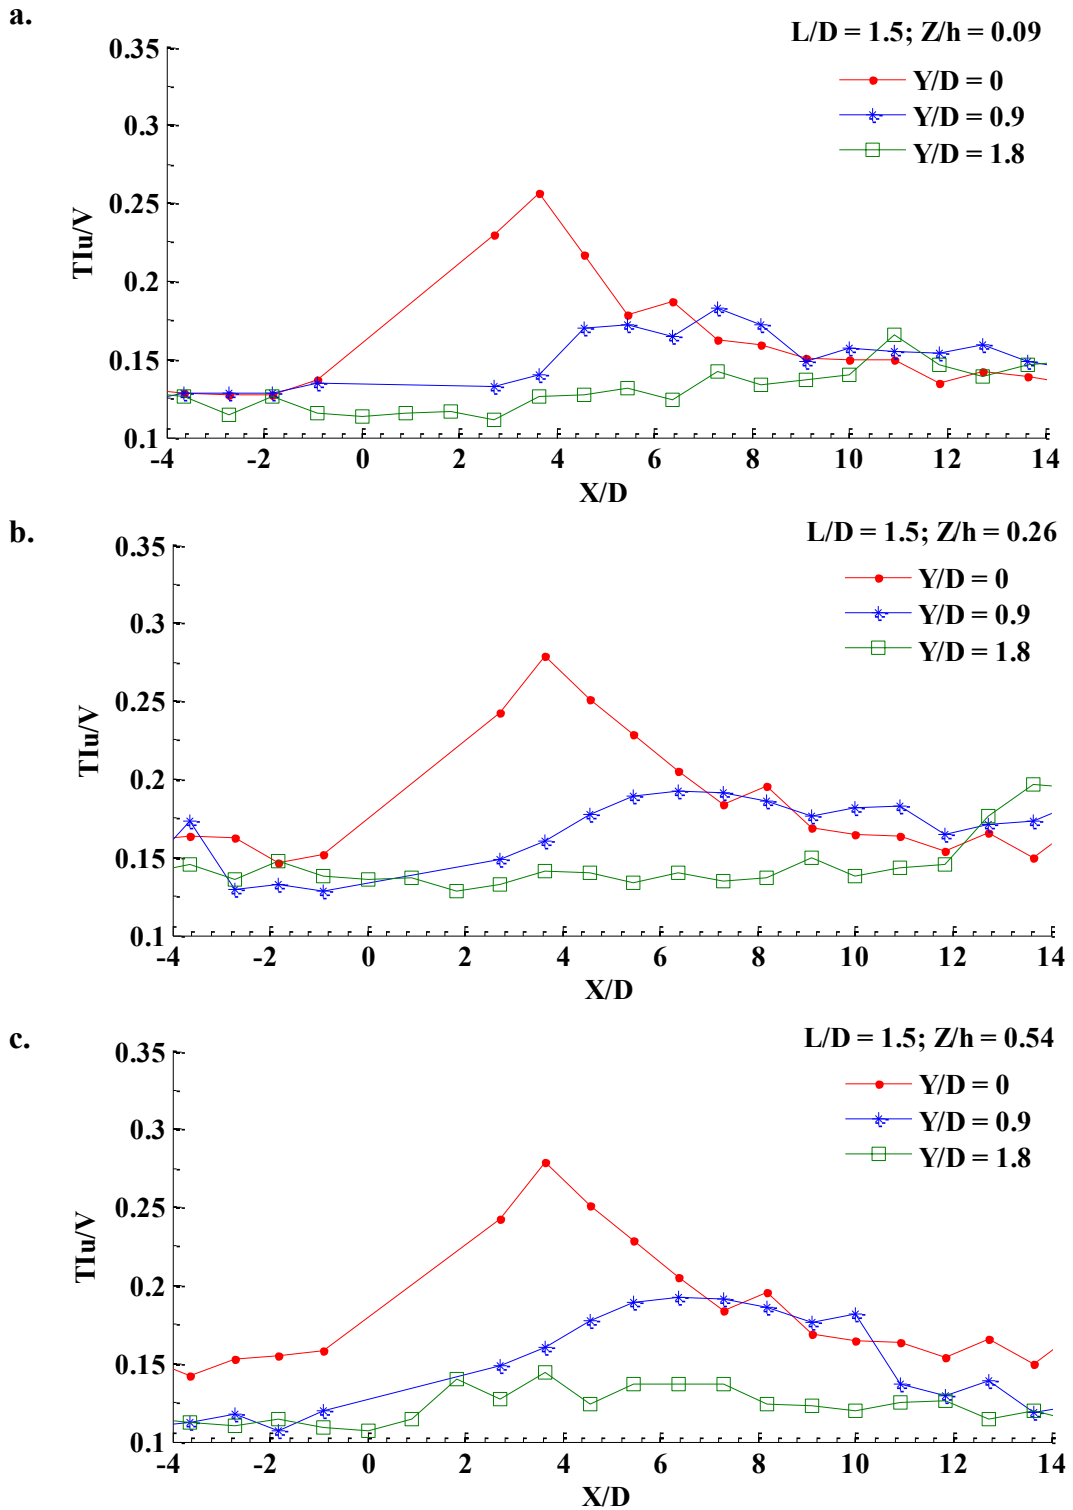 a.
L/D = 1.5; Z/h = 0.09
Y/D = 0
Y/D = 0.9
Y/D = 1.8
TIu/V
0.35
0.3
0.25
0.2
0.15
0.1
-4 -2 0 2 4 6 8 10 12 14
X/D
b.
L/D = 1.5; Z/h = 0.26
Y/D = 0
Y/D = 0.9
Y/D = 1.8
TIu/V
0.35
0.3
0.25
0.2
0.15
0.1
-4 -2 0 2 4 6 8 10 12 14
X/D
c.
L/D = 1.5; Z/h = 0.54
Y/D = 0
Y/D = 0.9
Y/D = 1.8
TIu/V
0.35
0.3
0.25
0.2
0.15
0.1
-4 -2 0 2 4 6 8 10 12 14
X/D